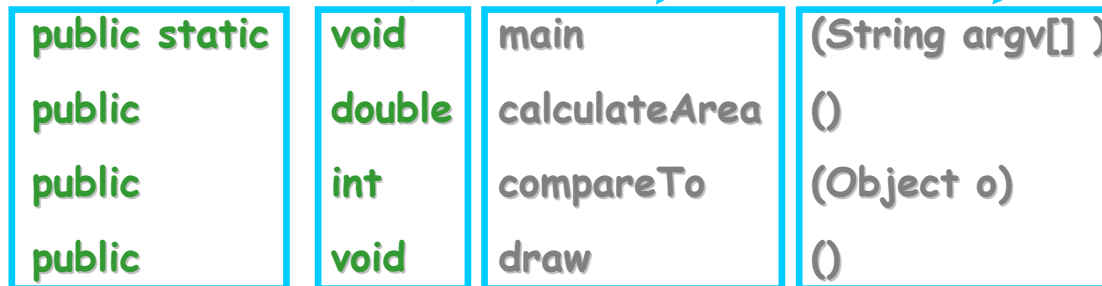 public static void main (String argv[] )
public double calculateArea ()
public int compareTo (Object o)
public void draw ()